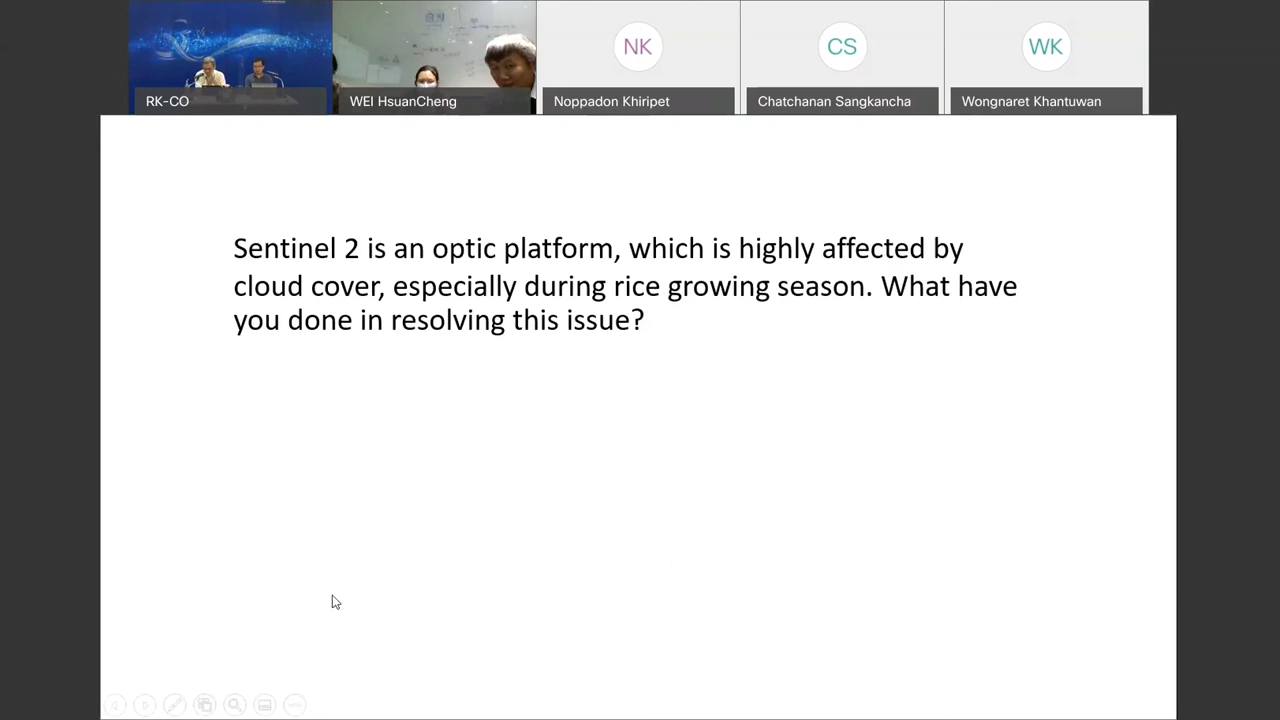 RK-CO
WEI HsuanCheng
NK
Noppadon Khiripet
CS
Chatchanan Sangkancha
WK
Wongnaret Khantuwan
Sentinel 2 is an optic platform, which is highly affected by
cloud cover, especially during rice growing season. What have
you done in resolving this issue?